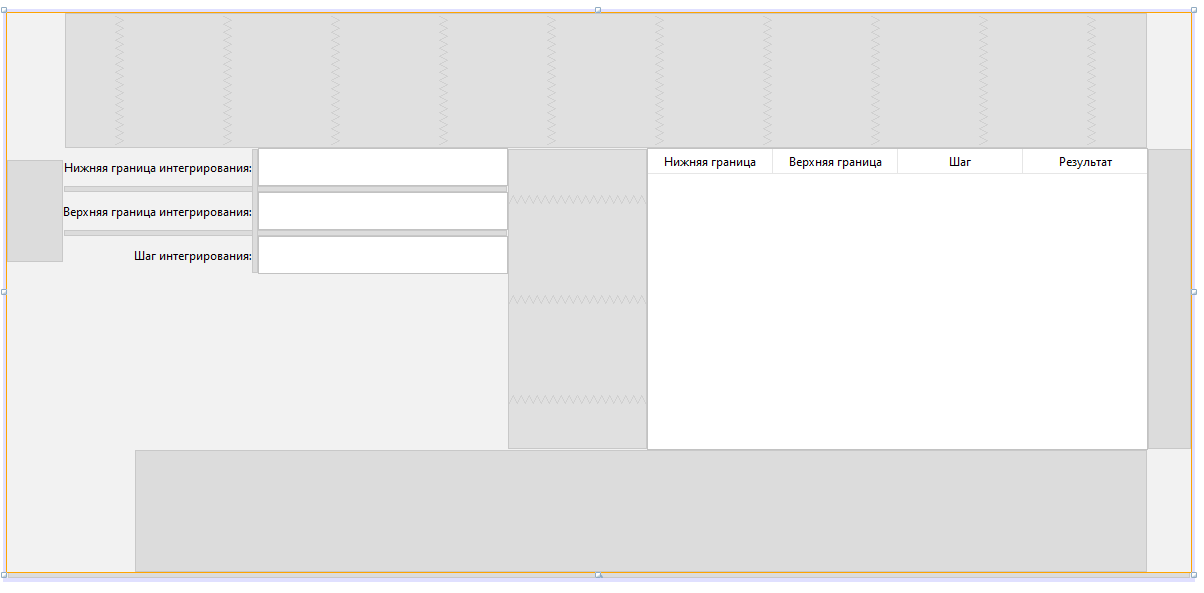 Нижняя граница интегрирования:
Верхняя граница интегрирования:
Шаг интегрирования:
Нижняя граница Верхняя граница Шаг Результат